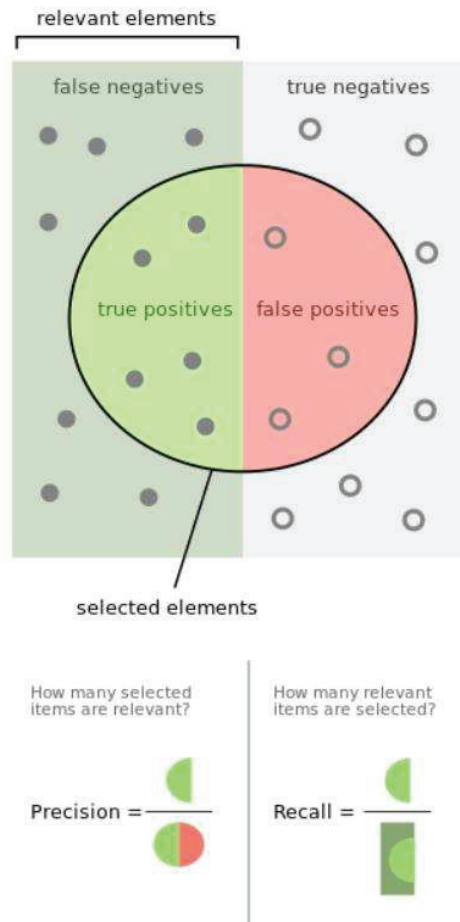 relevant elements
false negatives
true negatives
true positives
false positives
selected elements
How many selected
items are relevant?
How many relevant
items are selected?
Precision =
Recall =